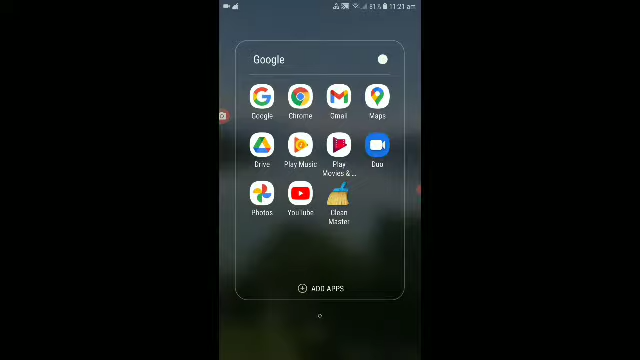 81% 11:21 am
Google
Google Chrome Gmail Maps
Drive Play Music Play Movies & ... Duo
Photos YouTube Clean Master
ADD APPS